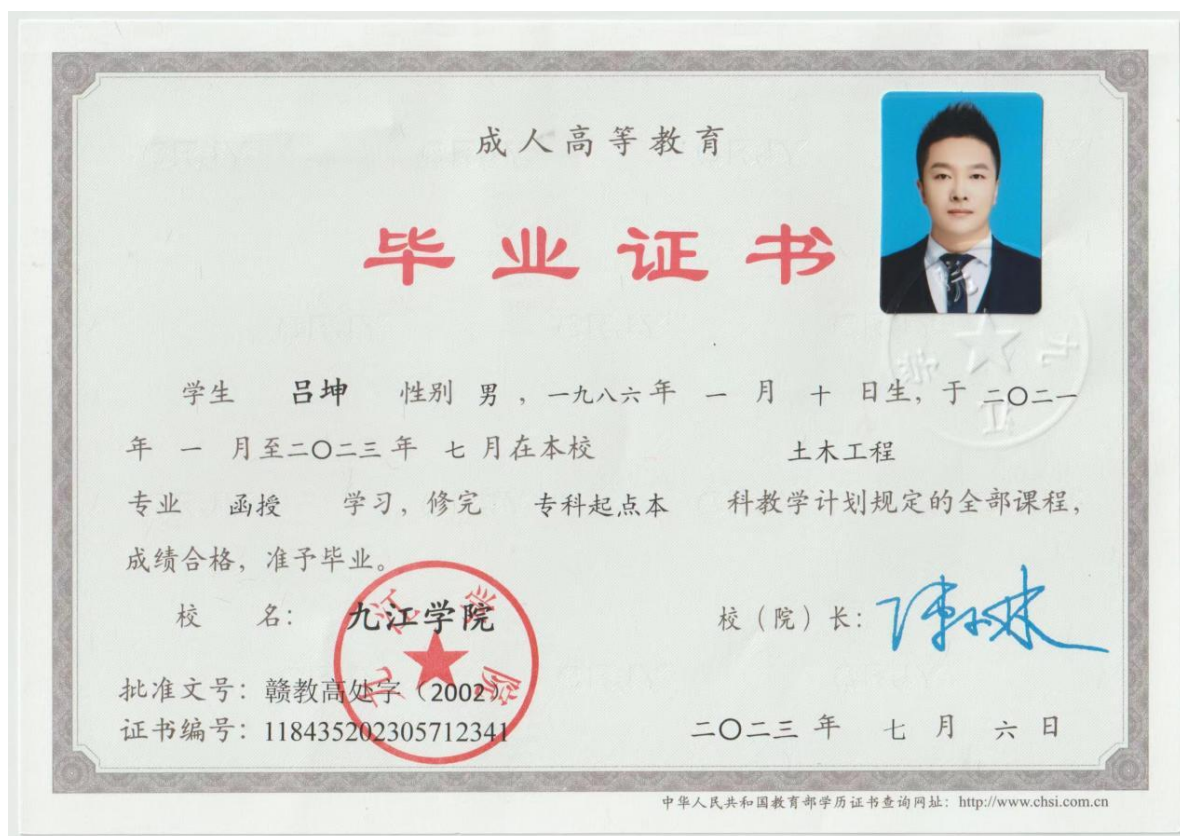 成人高等教育
毕业证书
学生 吕坤 性别 男 ，一九八六年 一 月 十 日生，于 二〇二一
年 一 月至二〇二三年 七 月在本校 土木工程
专业 函授 学习，修完 专科起点本 科教学计划规定的全部课程，
成绩合格，准予毕业。
校 名：九江学院 校（院）长：
九江学院
批准文号：赣教高处字（2002）
证书编号：118435202305712341 二〇二三 年 七 月 六 日
中华人民共和国教育部学历证书查询网址：http://www.chsi.com.cn